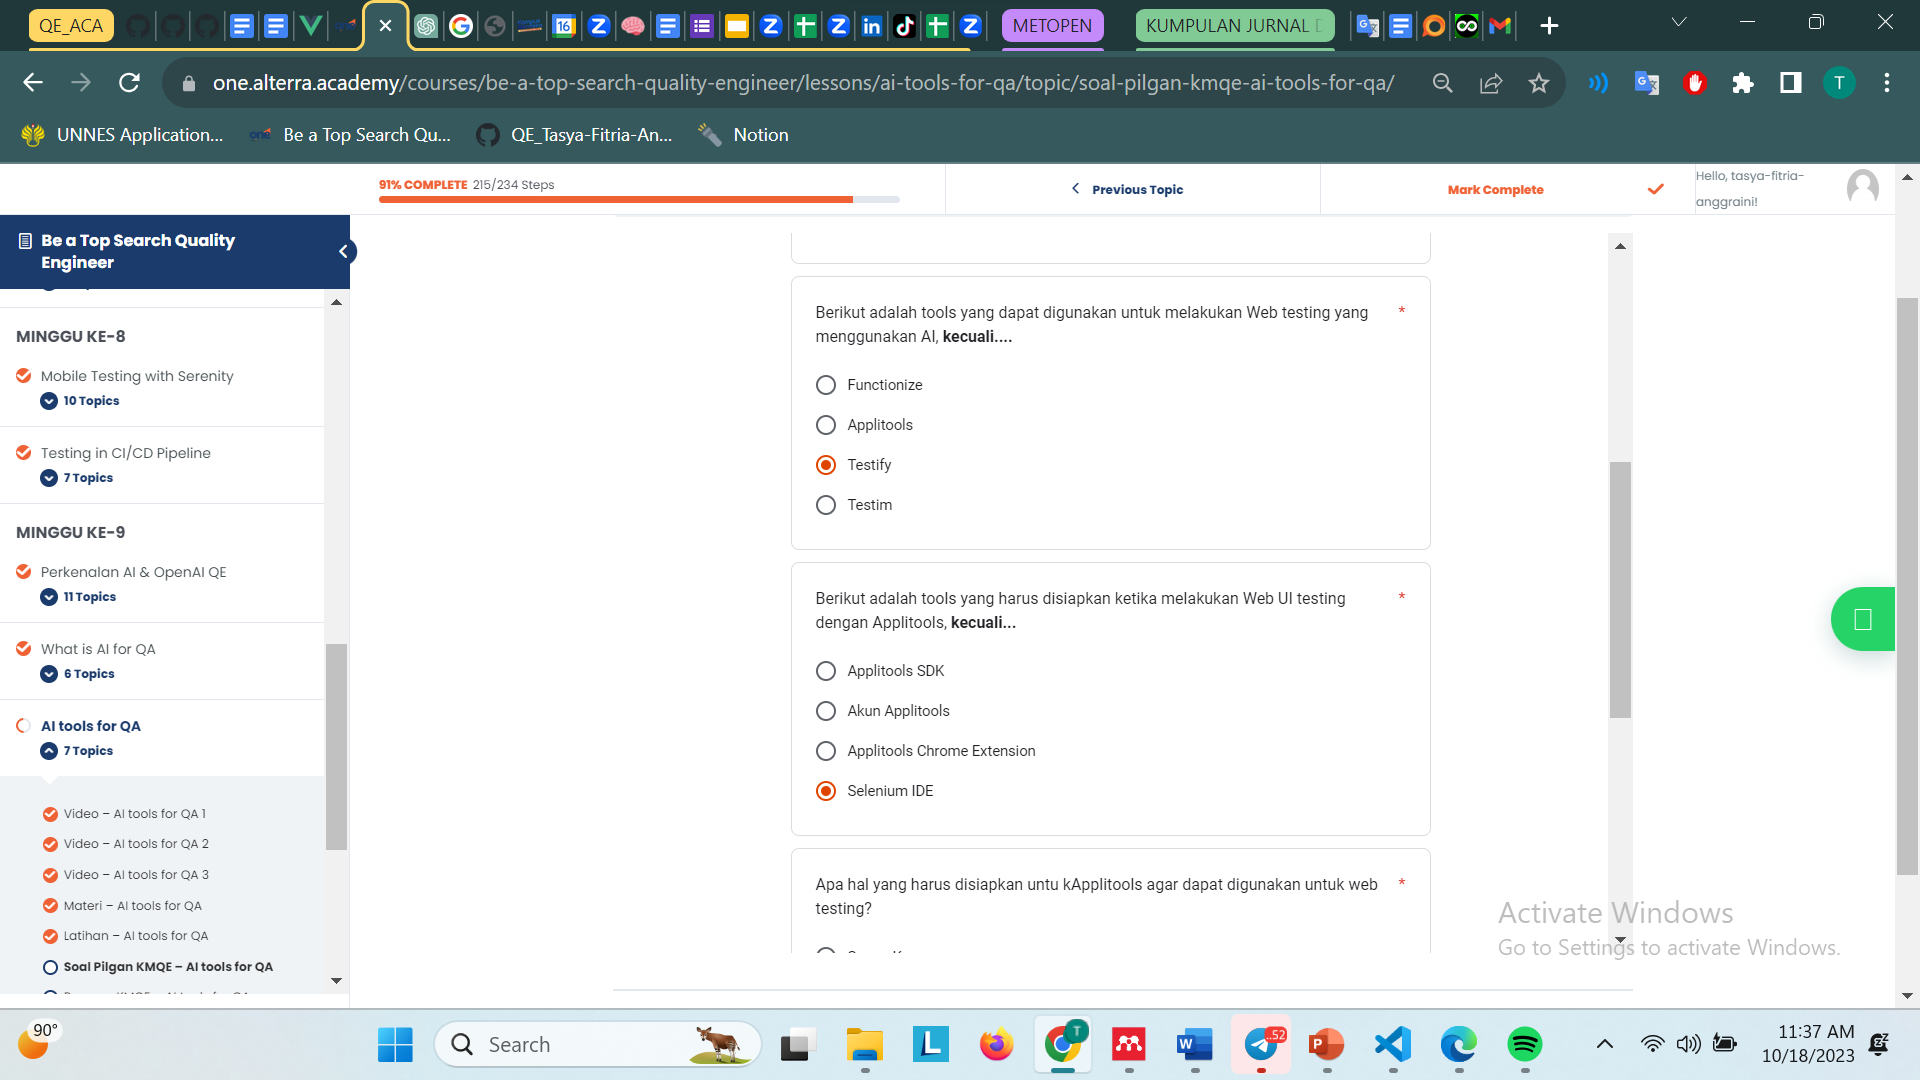 QE_ACA
METOPEN
KUMPULAN JURNAL
one.alterra.academy/courses/be-a-top-search-quality-engineer/lessons/ai-tools-for-qa/topic/soal-pilgan-kmqe-ai-tools-for-qa/
T
UNNES Application...
one Be a Top Search Qu...
QE_Tasya-Fitria-An...
Notion
91% COMPLETE 215/234 Steps
Previous Topic
Mark Complete
Hello, tasya-fitria-
anggraini!
Be a Top Search Quality
Engineer
MINGGU KE-8
Mobile Testing with Serenity
10 Topics
Testing in CI/CD Pipeline
7 Topics
MINGGU KE-9
Perkenalan AI & OpenAI QE
11 Topics
What is AI for QA
6 Topics
AI tools for QA
7 Topics
Video – AI tools for QA 1
Video – AI tools for QA 2
Video – AI tools for QA 3
Materi – AI tools for QA
Latihan – AI tools for QA
Soal Pilgan KMQE – AI tools for QA
Berikut adalah tools yang dapat digunakan untuk melakukan Web testing yang *
menggunakan AI, kecuali....
Functionize
Applitools
Testify
Testim
Berikut adalah tools yang harus disiapkan ketika melakukan Web UI testing *
dengan Applitools, kecuali...
Applitools SDK
Akun Applitools
Applitools Chrome Extension
Selenium IDE
Apa hal yang harus disiapkan untu kApplitools agar dapat digunakan untuk web *
testing?
Activate Windows
Go to Settings to activate Windows.
90°
Search
11:37 AM
10/18/2023